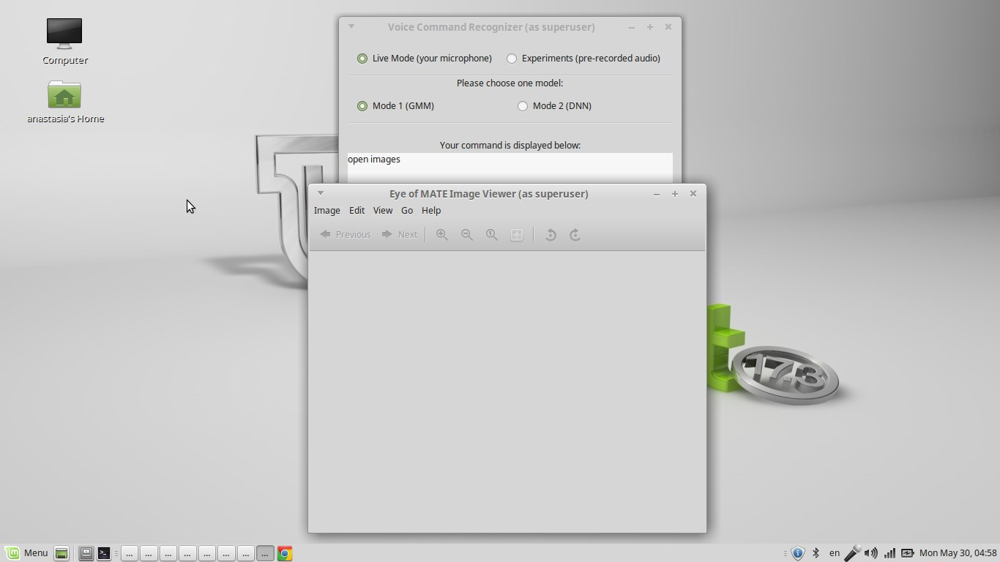 Computer
anastasia's Home
Voice Command Recognizer (as superuser)
Live Mode (your microphone) Experiments (pre-recorded audio)
Please choose one model:
Mode 1 (GMM) Mode 2 (DNN)
Your command is displayed below:
open images
Eye of MATE Image Viewer (as superuser)
Image Edit View Go Help
Previous Next
17.3
Menu ... ... ... ... ... ... ... ... en Mon May 30, 04:58